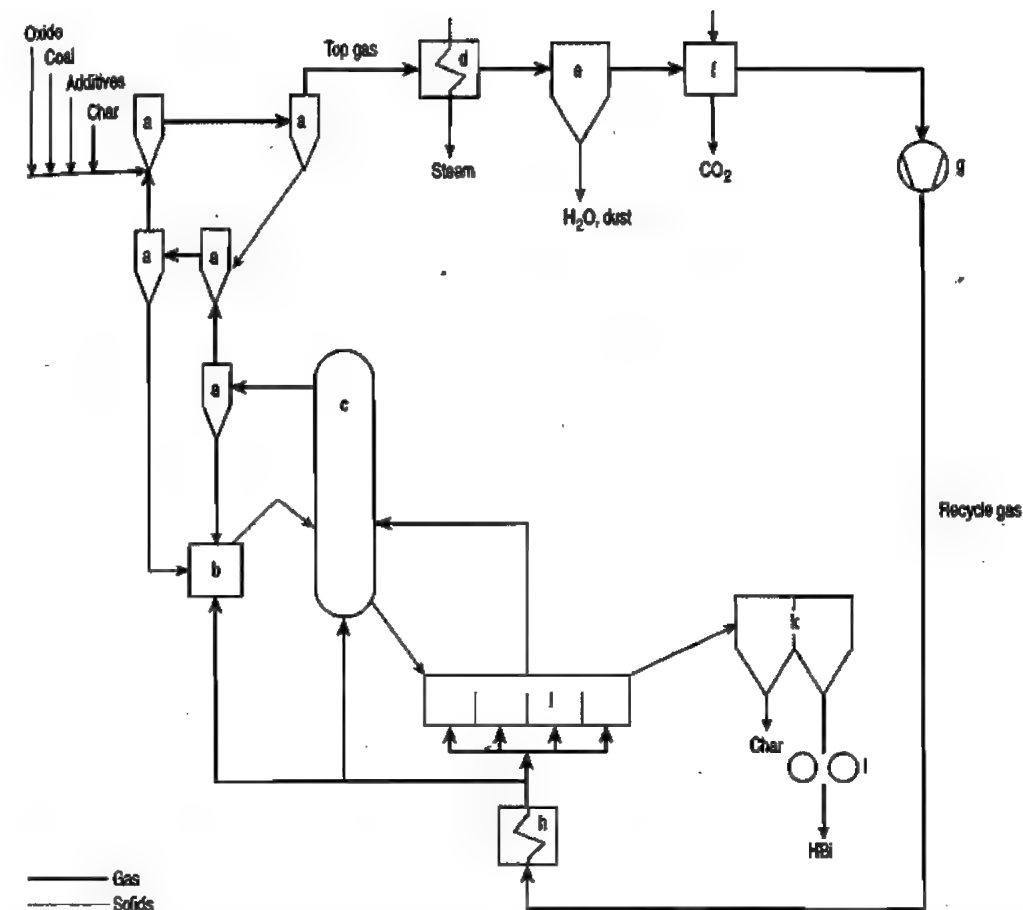 Oxide
Coal
Additives
Char
Top gas
a
a
d
e
f
g
Steam
H₂O, dust
CO₂
a
a
a
c
b
Recycle gas
j
k
Char
l
h
HBI
Gas
Solids